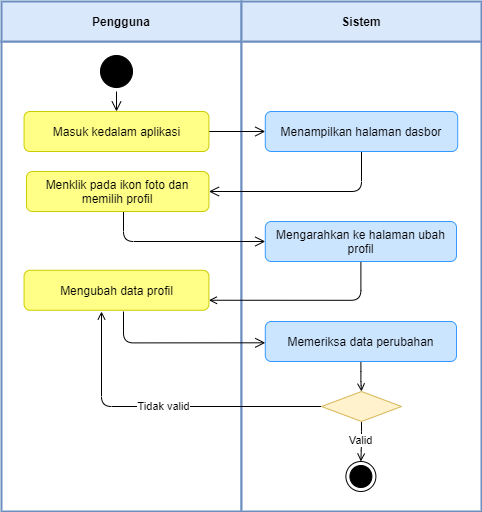 Pengguna
Sistem
Masuk kedalam aplikasi
Menampilkan halaman dasbor
Menklik pada ikon foto dan
memilih profil
Mengarahkan ke halaman ubah
profil
Mengubah data profil
Memeriksa data perubahan
Tidak valid
Valid